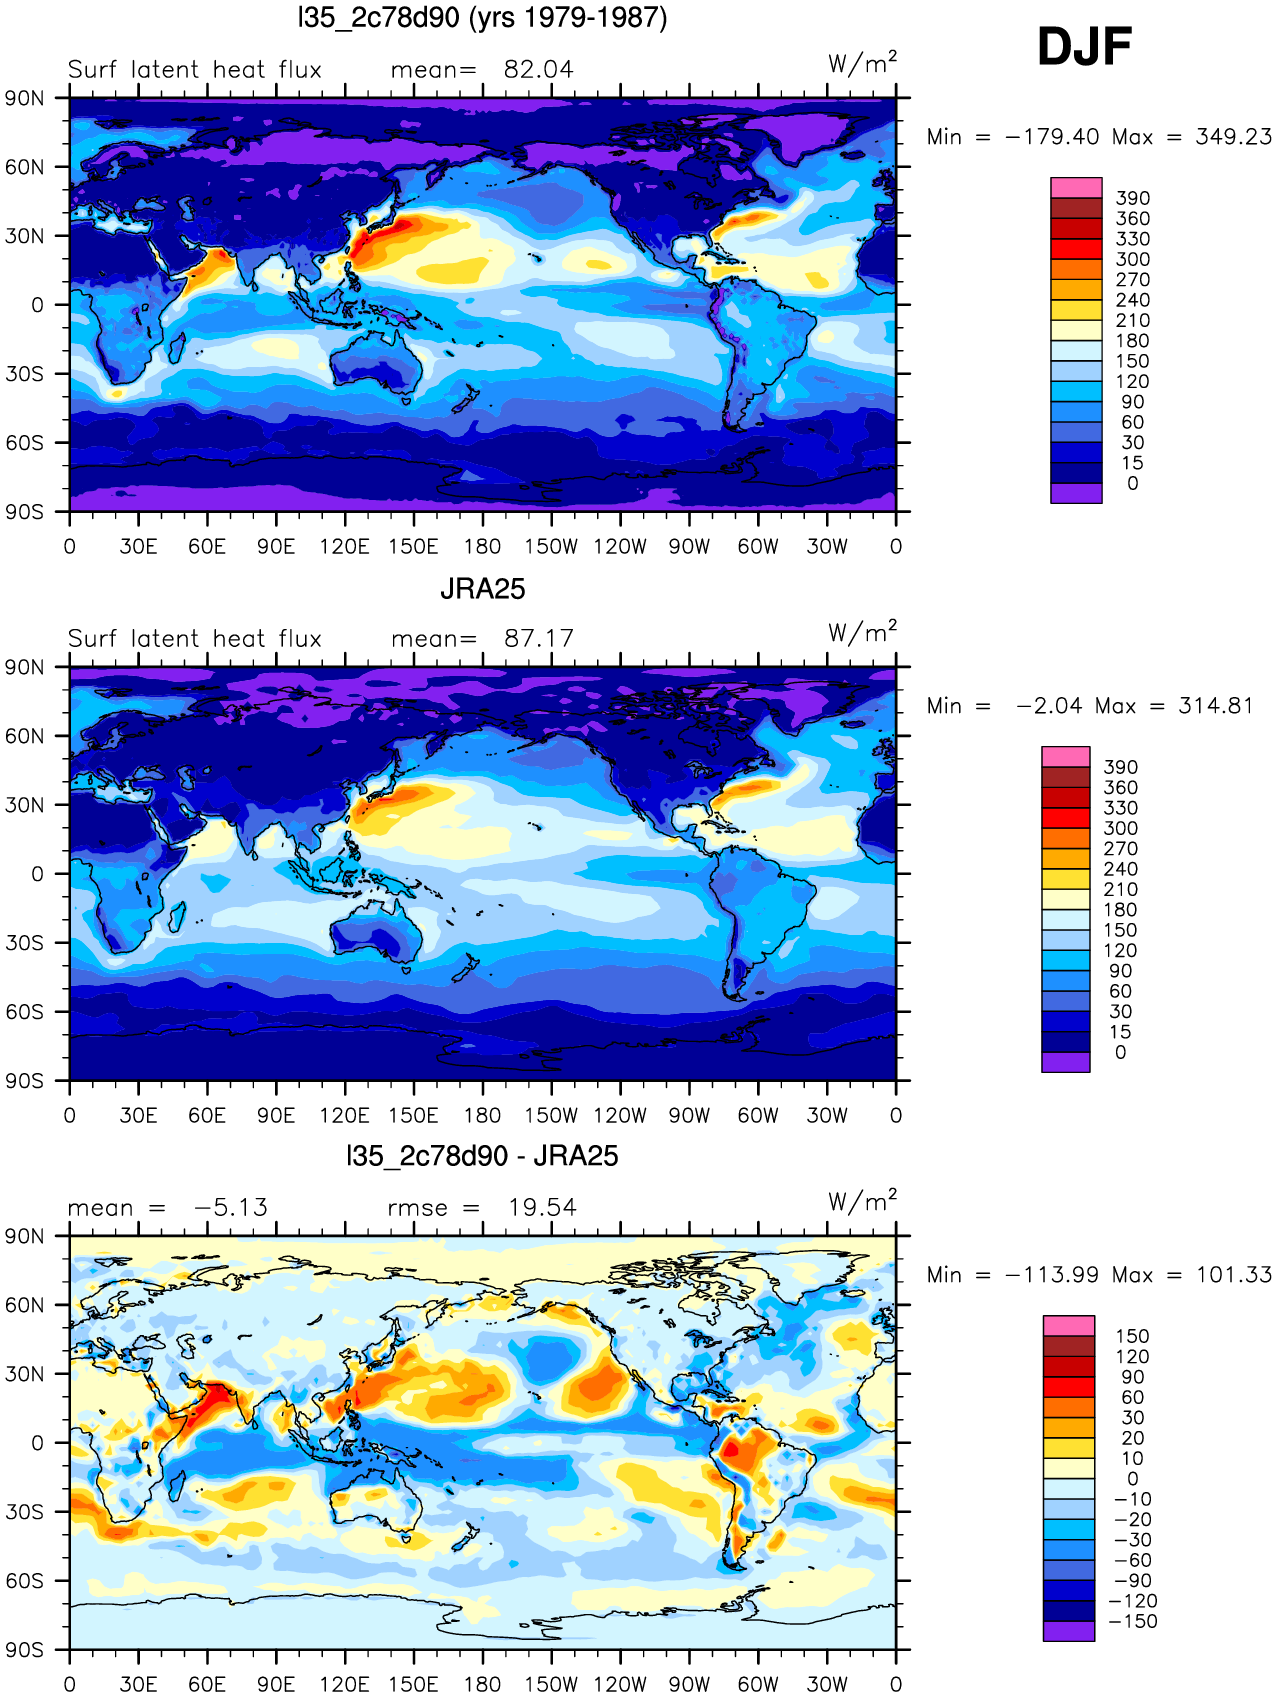 l35_2c78d90 (yrs 1979-1987)
DJF
Surf latent heat flux mean= 82.04 W/m²
Min = −179.40 Max = 349.23
90N
60N
30N
0
30S
60S
90S
0 30E 60E 90E 120E 150E 180 150W 120W 90W 60W 30W 0
390
360
330
300
270
240
210
180
150
120
90
60
30
15
0
JRA25
Surf latent heat flux mean= 87.17 W/m²
Min = −2.04 Max = 314.81
90N
60N
30N
0
30S
60S
90S
0 30E 60E 90E 120E 150E 180 150W 120W 90W 60W 30W 0
390
360
330
300
270
240
210
180
150
120
90
60
30
15
0
l35_2c78d90 - JRA25
mean = −5.13 rmse = 19.54 W/m²
Min = −113.99 Max = 101.33
90N
60N
30N
0
30S
60S
90S
0 30E 60E 90E 120E 150E 180 150W 120W 90W 60W 30W 0
150
120
90
60
30
20
10
0
−10
−20
−30
−60
−90
−120
−150